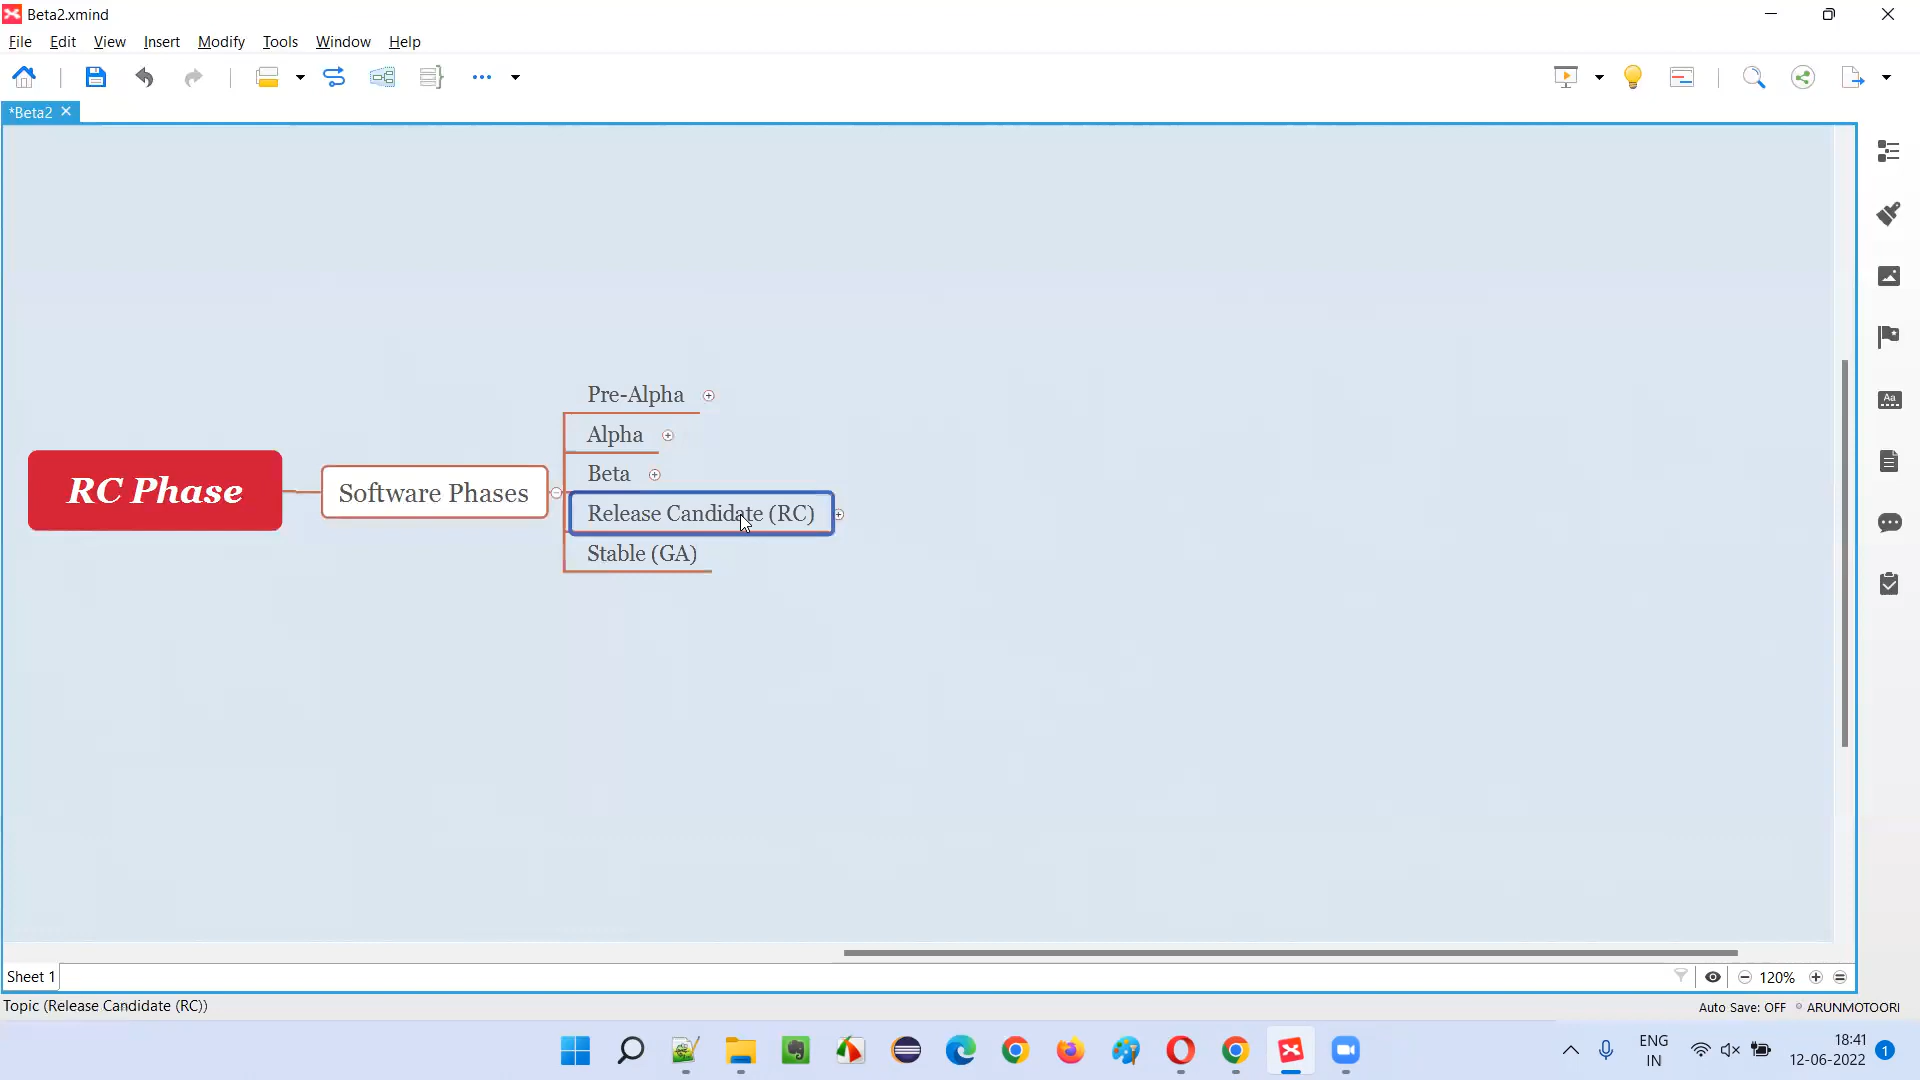 Beta2.xmind
File Edit View Insert Modify Tools Window Help
*Beta2
Pre-Alpha
Alpha
Beta
RC Phase
Software Phases
Release Candidate (RC)
Stable (GA)
Aa
Sheet 1
120%
Topic (Release Candidate (RC))
Auto Save: OFF ARUNMOTOORI
ENG
IN
18:41
12-06-2022
1